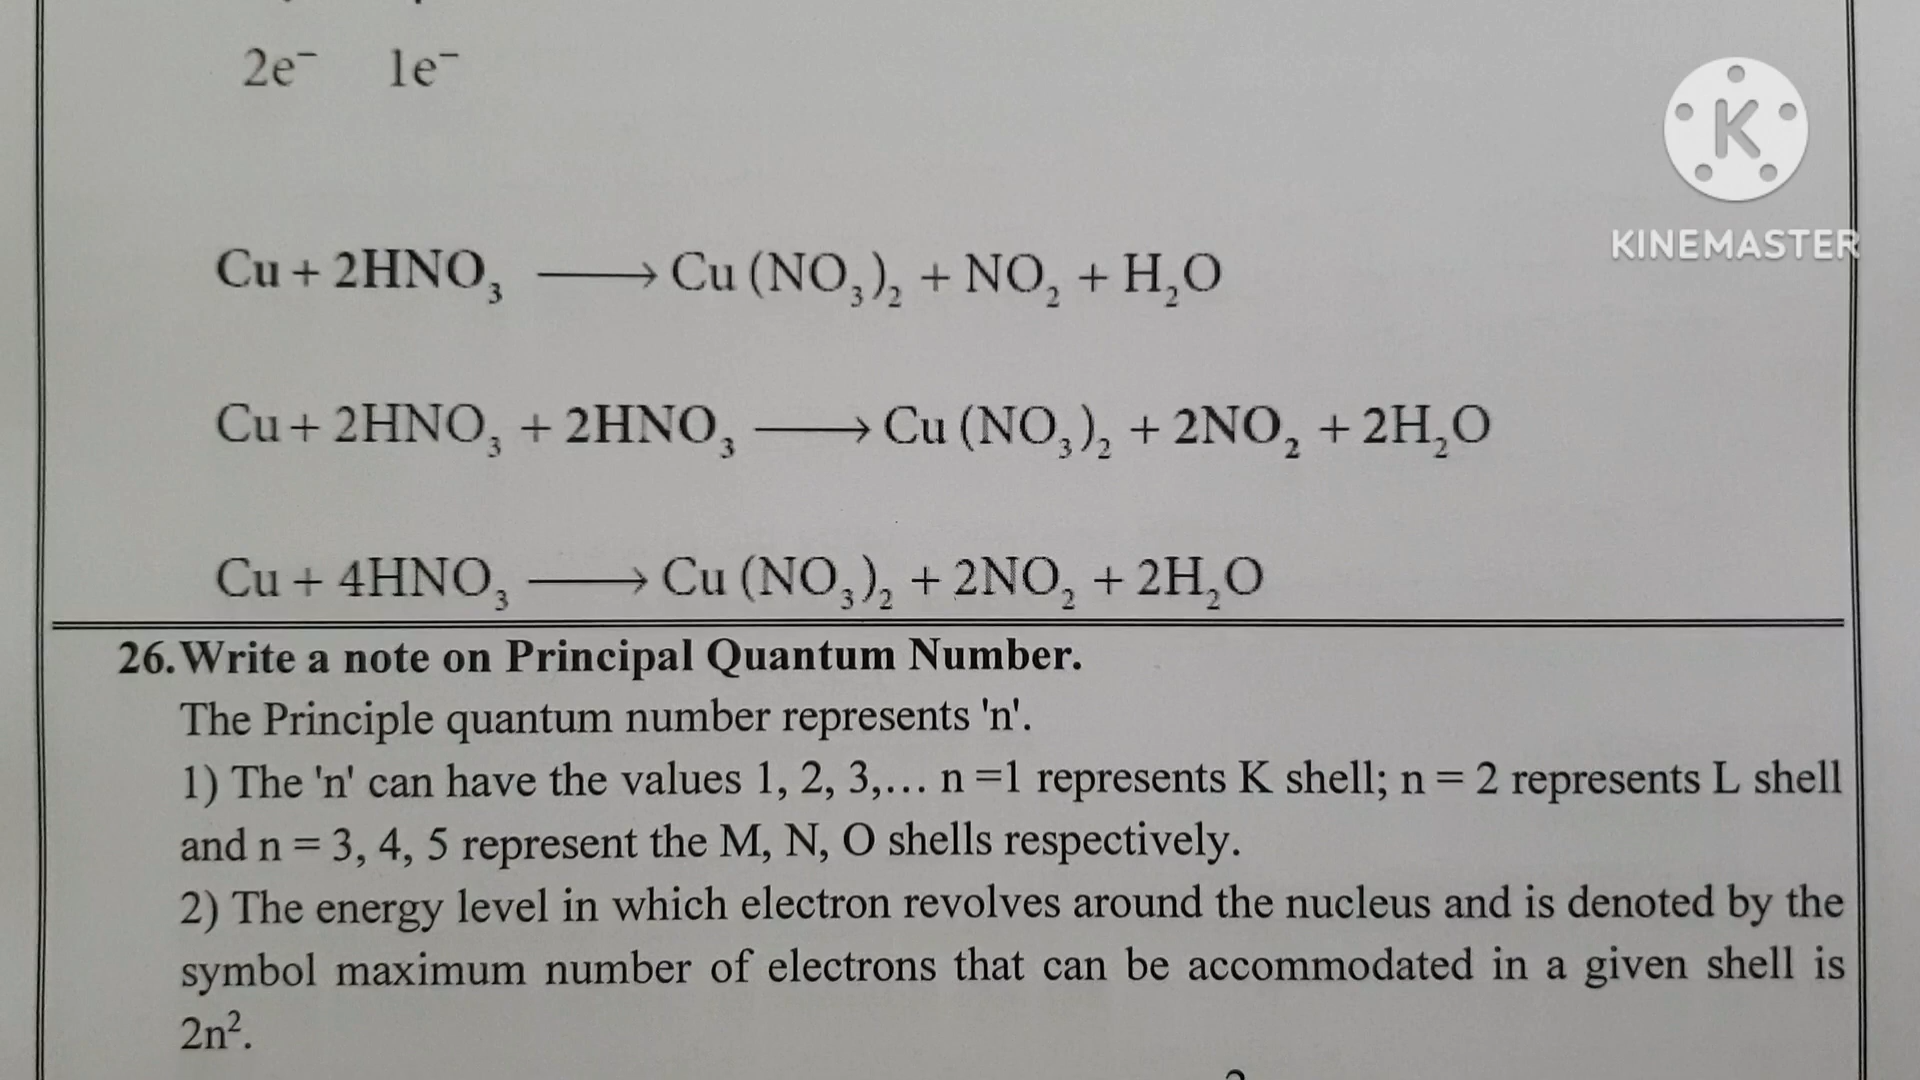 2e⁻ 1e⁻
K
KINEMASTER
Cu + 2HNO₃ ⟶ Cu (NO₃)₂ + NO₂ + H₂O
Cu + 2HNO₃ + 2HNO₃ ⟶ Cu (NO₃)₂ + 2NO₂ + 2H₂O
Cu + 4HNO₃ ⟶ Cu (NO₃)₂ + 2NO₂ + 2H₂O
26. Write a note on Principal Quantum Number.
The Principle quantum number represents 'n'.
1) The 'n' can have the values 1, 2, 3,... n =1 represents K shell; n = 2 represents L shell
and n = 3, 4, 5 represent the M, N, O shells respectively.
2) The energy level in which electron revolves around the nucleus and is denoted by the
symbol maximum number of electrons that can be accommodated in a given shell is
2n².